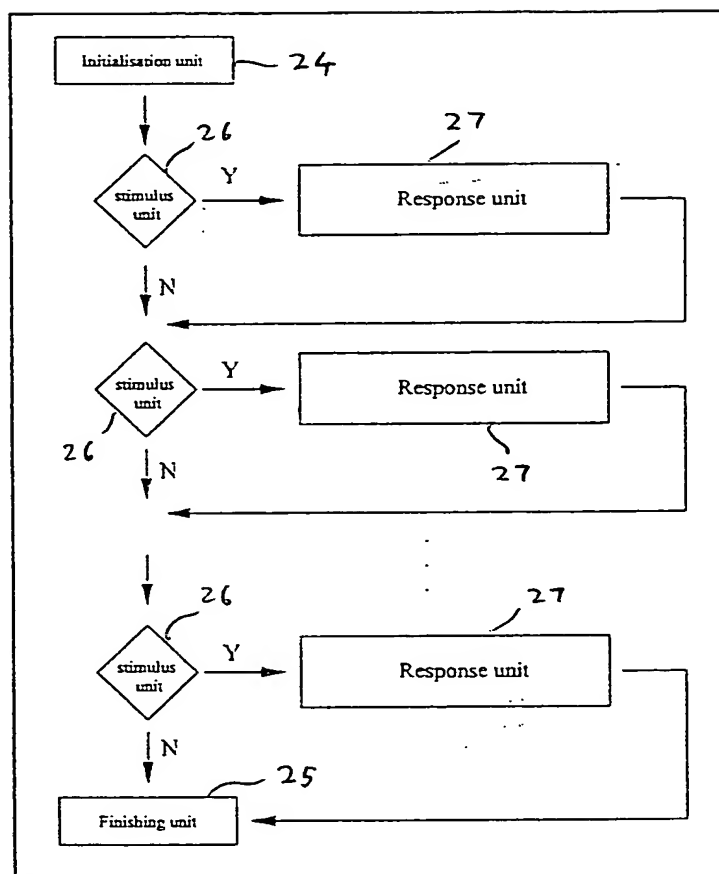 Initialisation unit
24
26
27
stimulus
unit
Y
Response unit
N
stimulus
unit
Y
Response unit
26
27
N
26
27
stimulus
unit
Y
Response unit
N
25
Finishing unit